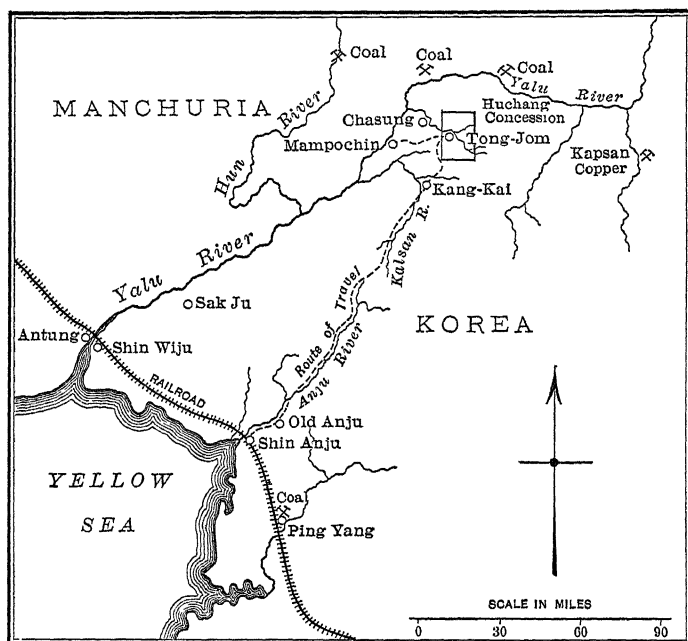 Coal
Coal
Coal
MANCHURIA
Hun River
Yalu River
Huchang
Concession
Chasung
Mampochin
Tong-Jom
Kapsan
Copper
Kang-Kai
Kalsan R.
Yalu River
Sak Ju
Route of Travel
KOREA
Antung
Shin Wiju
RAILROAD
Anju River
Old Anju
Shin Anju
YELLOW
SEA
Coal
Ping Yang
SCALE IN MILES
0 30 60 90